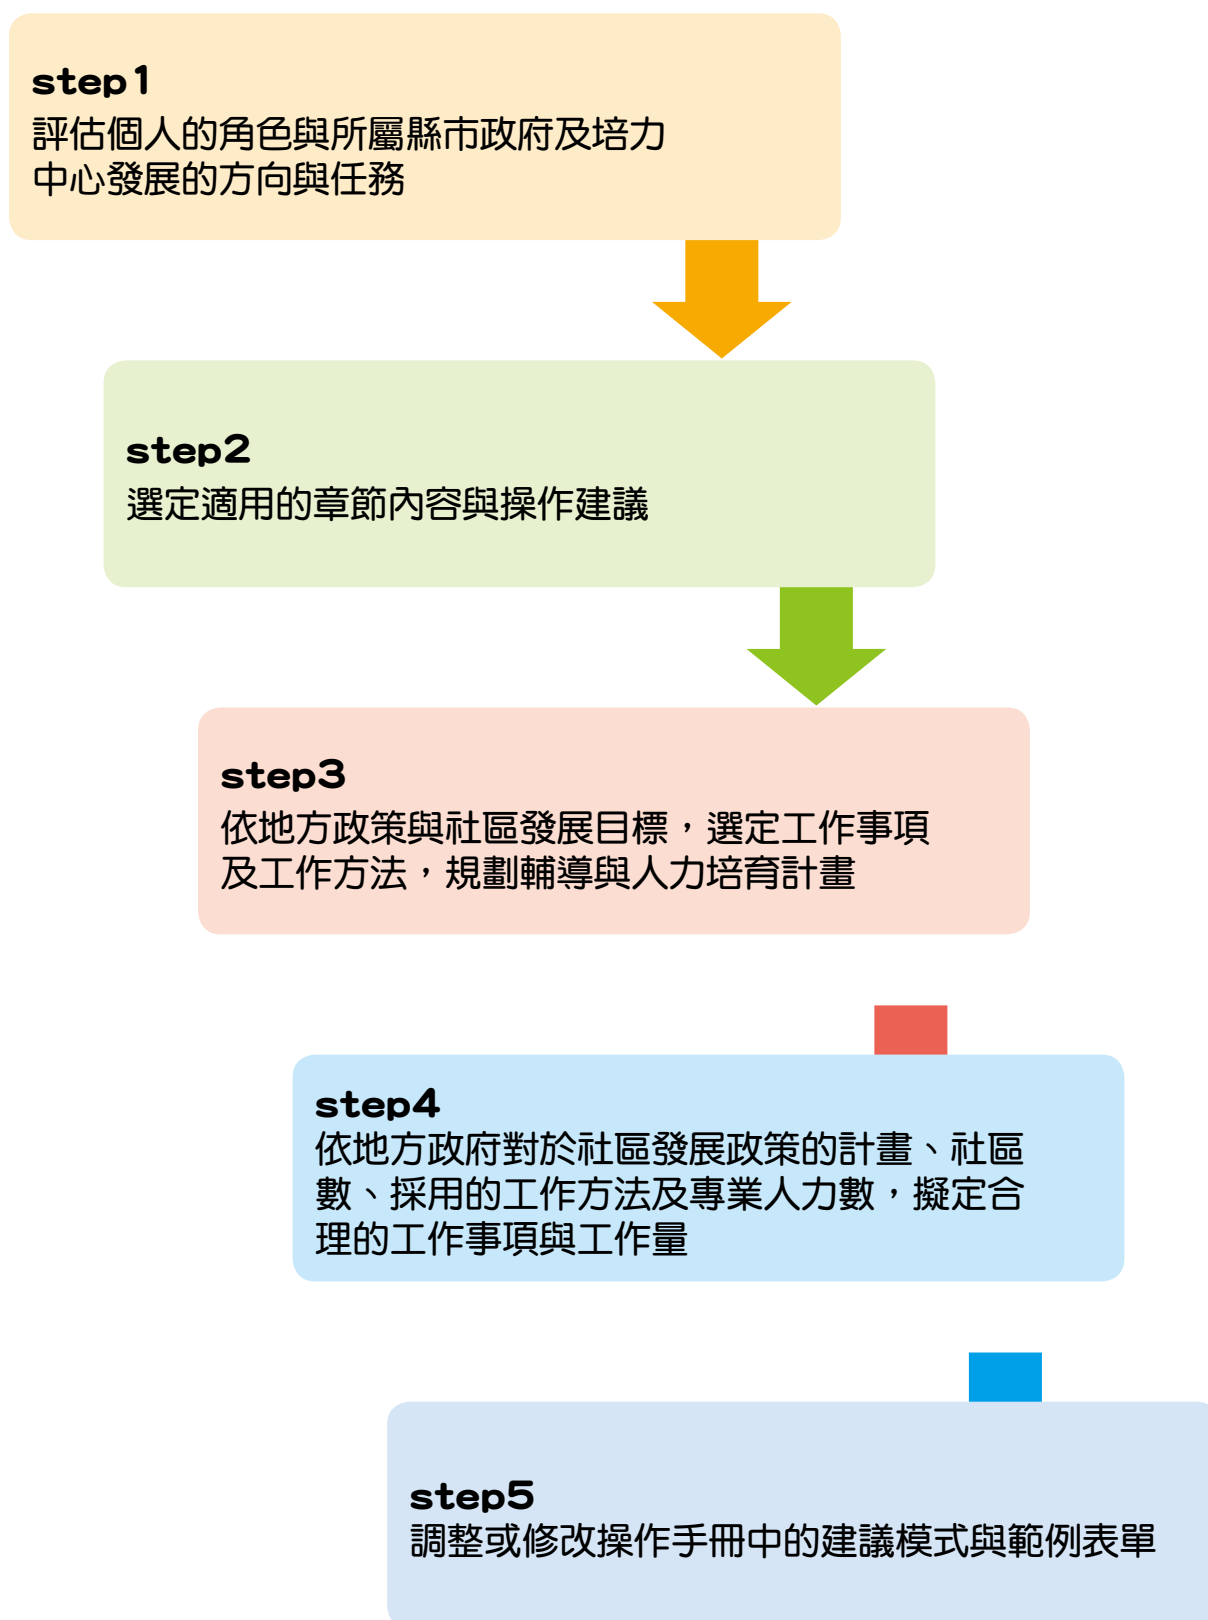 step1
評估個人的角色與所屬縣市政府及培力
中心發展的方向與任務
step2
選定適用的章節內容與操作建議
step3
依地方政策與社區發展目標，選定工作事項
及工作方法，規劃輔導與人力培育計畫
step4
依地方政府對於社區發展政策的計畫、社區
數、採用的工作方法及專業人力數，擬定合
理的工作事項與工作量
step5
調整或修改操作手冊中的建議模式與範例表單